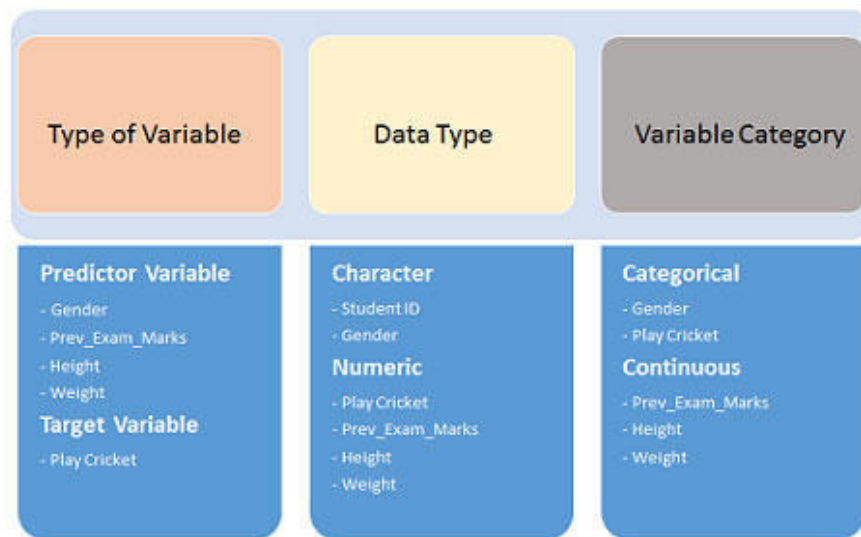 Type of Variable
Data Type
Variable Category
Predictor Variable
- Gender
- Prev_Exam_Marks
- Height
- Weight
Target Variable
- Play Cricket
Character
- Student ID
- Gender
Numeric
- Play Cricket
- Prev_Exam_Marks
- Height
- Weight
Categorical
- Gender
- Play Cricket
Continuous
- Prev_Exam_Marks
- Height
- Weight